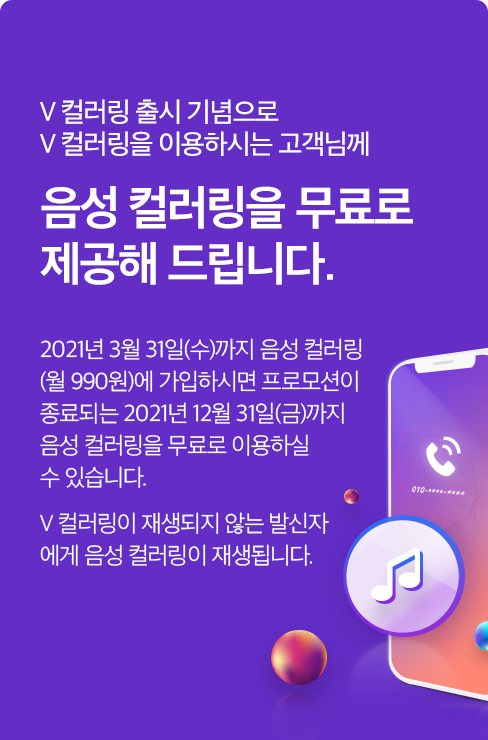 V 컬러링 출시 기념으로
V 컬러링을 이용하시는 고객님께
음성 컬러링을 무료로
제공해 드립니다.
2021년 3월 31일(수)까지 음성 컬러링
(월 990원)에 가입하시면 프로모션이
종료되는 2021년 12월 31일(금)까지
음성 컬러링을 무료로 이용하실
수 있습니다.
010-****-****
V 컬러링이 재생되지 않는 발신자
에게 음성 컬러링이 재생됩니다.